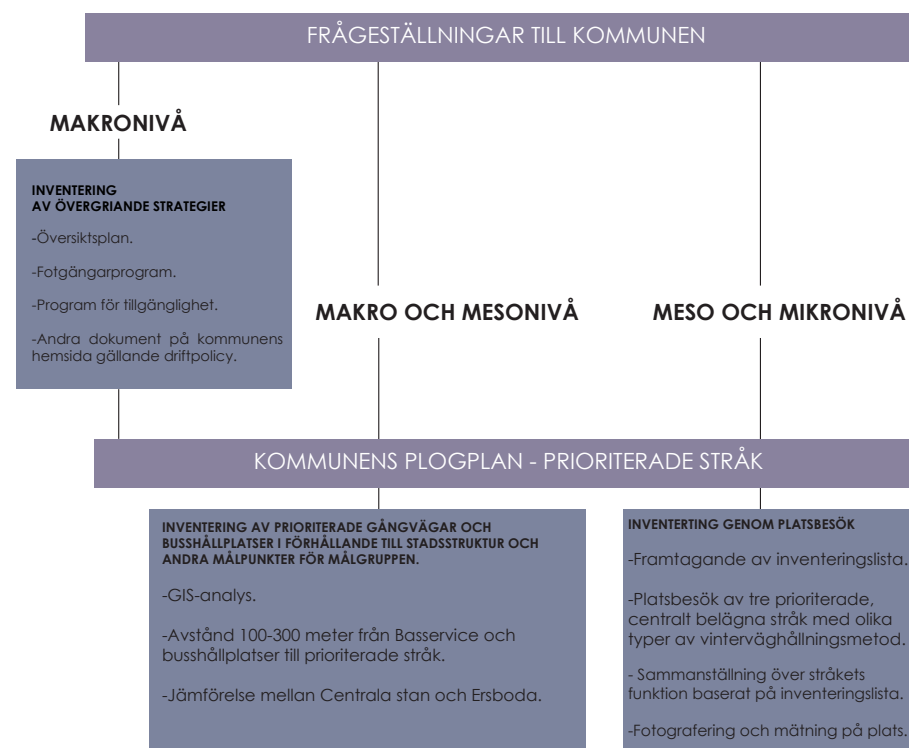 FRÅGESTÄLLNINGAR TILL KOMMUNEN
MAKRONIVÅ
INVENTERING
AV ÖVERGRIANDE STRATEGIER
-Översiktsplan.
-Fotgängarprogram.
-Program för tillgänglighet.
-Andra dokument på kommunens
hemsida gällande driftpolicy.
MAKRO OCH MESONIVÅ
MESO OCH MIKRONIVÅ
KOMMUNENS PLOGPLAN - PRIORITERADE STRÅK
INVENTERING AV PRIORITERADE GÅNGVÄGAR OCH
BUSSHÅLLPLATSER I FÖRHÅLLANDE TILL STADSSTRUKTUR OCH
ANDRA MÅLPUNKTER FÖR MÅLGRUPPEN.
-GIS-analys.
-Avstånd 100-300 meter från Basservice och
busshållplatser till prioriterade stråk.
-Jämförelse mellan Centrala stan och Ersboda.
INVENTERTING GENOM PLATSBESÖK
-Framtagande av inventeringslista.
-Platsbesök av tre prioriterade,
centralt belägna stråk med olika
typer av vinterväghållningsmetod.
- Sammanställning över stråkets
funktion baserat på inventeringslista.
-Fotografering och mätning på plats.